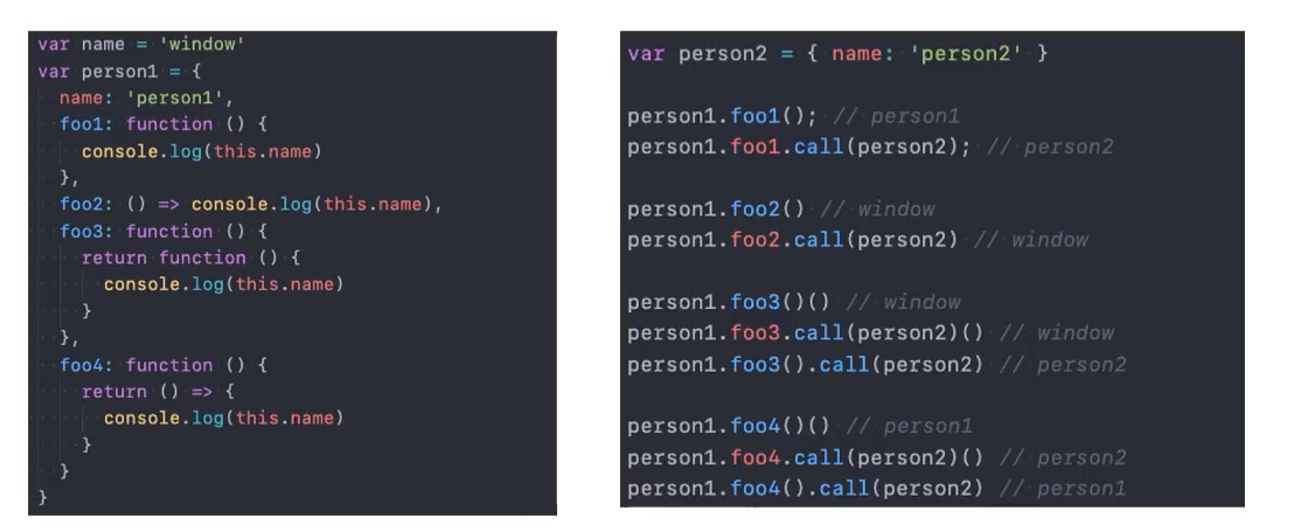 var name = 'window'
var person1 = {
  name: 'person1',
  foo1: function () {
    console.log(this.name)
  },
  foo2: () => console.log(this.name),
  foo3: function () {
    return function () {
      console.log(this.name)
    }
  },
  foo4: function () {
    return () => {
      console.log(this.name)
    }
  }
}
var person2 = { name: 'person2' }
person1.foo1(); // person1
person1.foo1.call(person2); // person2
person1.foo2() // window
person1.foo2.call(person2) // window
person1.foo3()() // window
person1.foo3.call(person2)() // window
person1.foo3().call(person2) // person2
person1.foo4()() // person1
person1.foo4.call(person2)() // person2
person1.foo4().call(person2) // person1